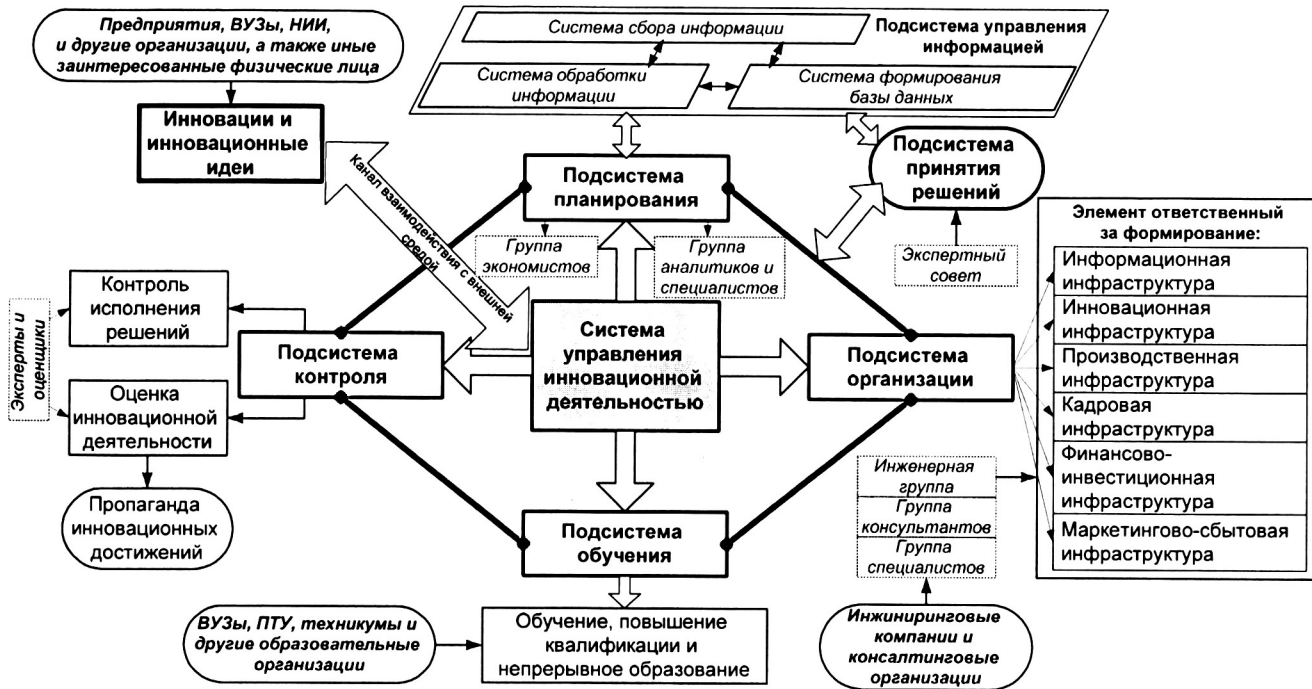 Предприятия, ВУЗы, НИИ,
и другие организации, а также иные
заинтересованные физические лица
Инновации и
инновационные
идеи
Канал взаимодействия с внешней
средой
Система сбора информации
Подсистема управления
информацией
Система обработки
информации
Система формирования
базы данных
Подсистема
планирования
Подсистема
принятия
решений
Группа
экономистов
Группа
аналитиков и
специалистов
Экспертный
совет
Элемент ответственный
за формирование:
Информационная
инфраструктура
Инновационная
инфраструктура
Производственная
инфраструктура
Кадровая
инфраструктура
Финансово-
инвестиционная
инфраструктура
Маркетингово-сбытовая
инфраструктура
Эксперты и
оценщики
Контроль
исполнения
решений
Оценка
инновационной
деятельности
Пропаганда
инновационных
достижений
Подсистема
контроля
Система
управления
инновационной
деятельностью
Подсистема
организации
Инженерная
группа
Группа
консультантов
Группа
специалистов
Подсистема
обучения
ВУЗы, ПТУ, техникумы и
другие образовательные
организации
Обучение, повышение
квалификации и
непрерывное образование
Инжиниринговые
компании и
консалтинговые
организации